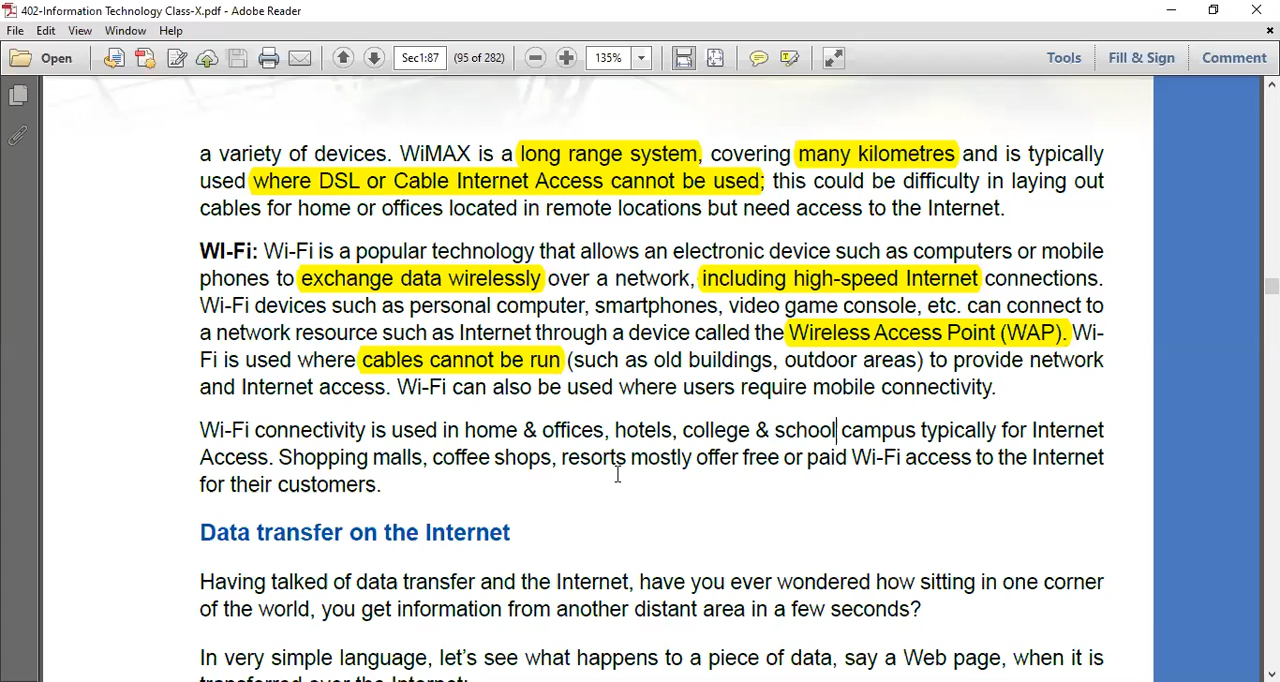 402-Information Technology Class-X.pdf - Adobe Reader
File Edit View Window Help
Open Sec1:87 (95 of 282) 135% Tools Fill & Sign Comment
a variety of devices. WiMAX is a long range system, covering many kilometres and is typically
used where DSL or Cable Internet Access cannot be used; this could be difficulty in laying out
cables for home or offices located in remote locations but need access to the Internet.
WI-Fi: Wi-Fi is a popular technology that allows an electronic device such as computers or mobile
phones to exchange data wirelessly over a network, including high-speed Internet connections.
Wi-Fi devices such as personal computer, smartphones, video game console, etc. can connect to
a network resource such as Internet through a device called the Wireless Access Point (WAP). Wi-
Fi is used where cables cannot be run (such as old buildings, outdoor areas) to provide network
and Internet access. Wi-Fi can also be used where users require mobile connectivity.
Wi-Fi connectivity is used in home & offices, hotels, college & school campus typically for Internet
Access. Shopping malls, coffee shops, resorts mostly offer free or paid Wi-Fi access to the Internet
for their customers.
Data transfer on the Internet
Having talked of data transfer and the Internet, have you ever wondered how sitting in one corner
of the world, you get information from another distant area in a few seconds?
In very simple language, let's see what happens to a piece of data, say a Web page, when it is
transferred over the Internet: